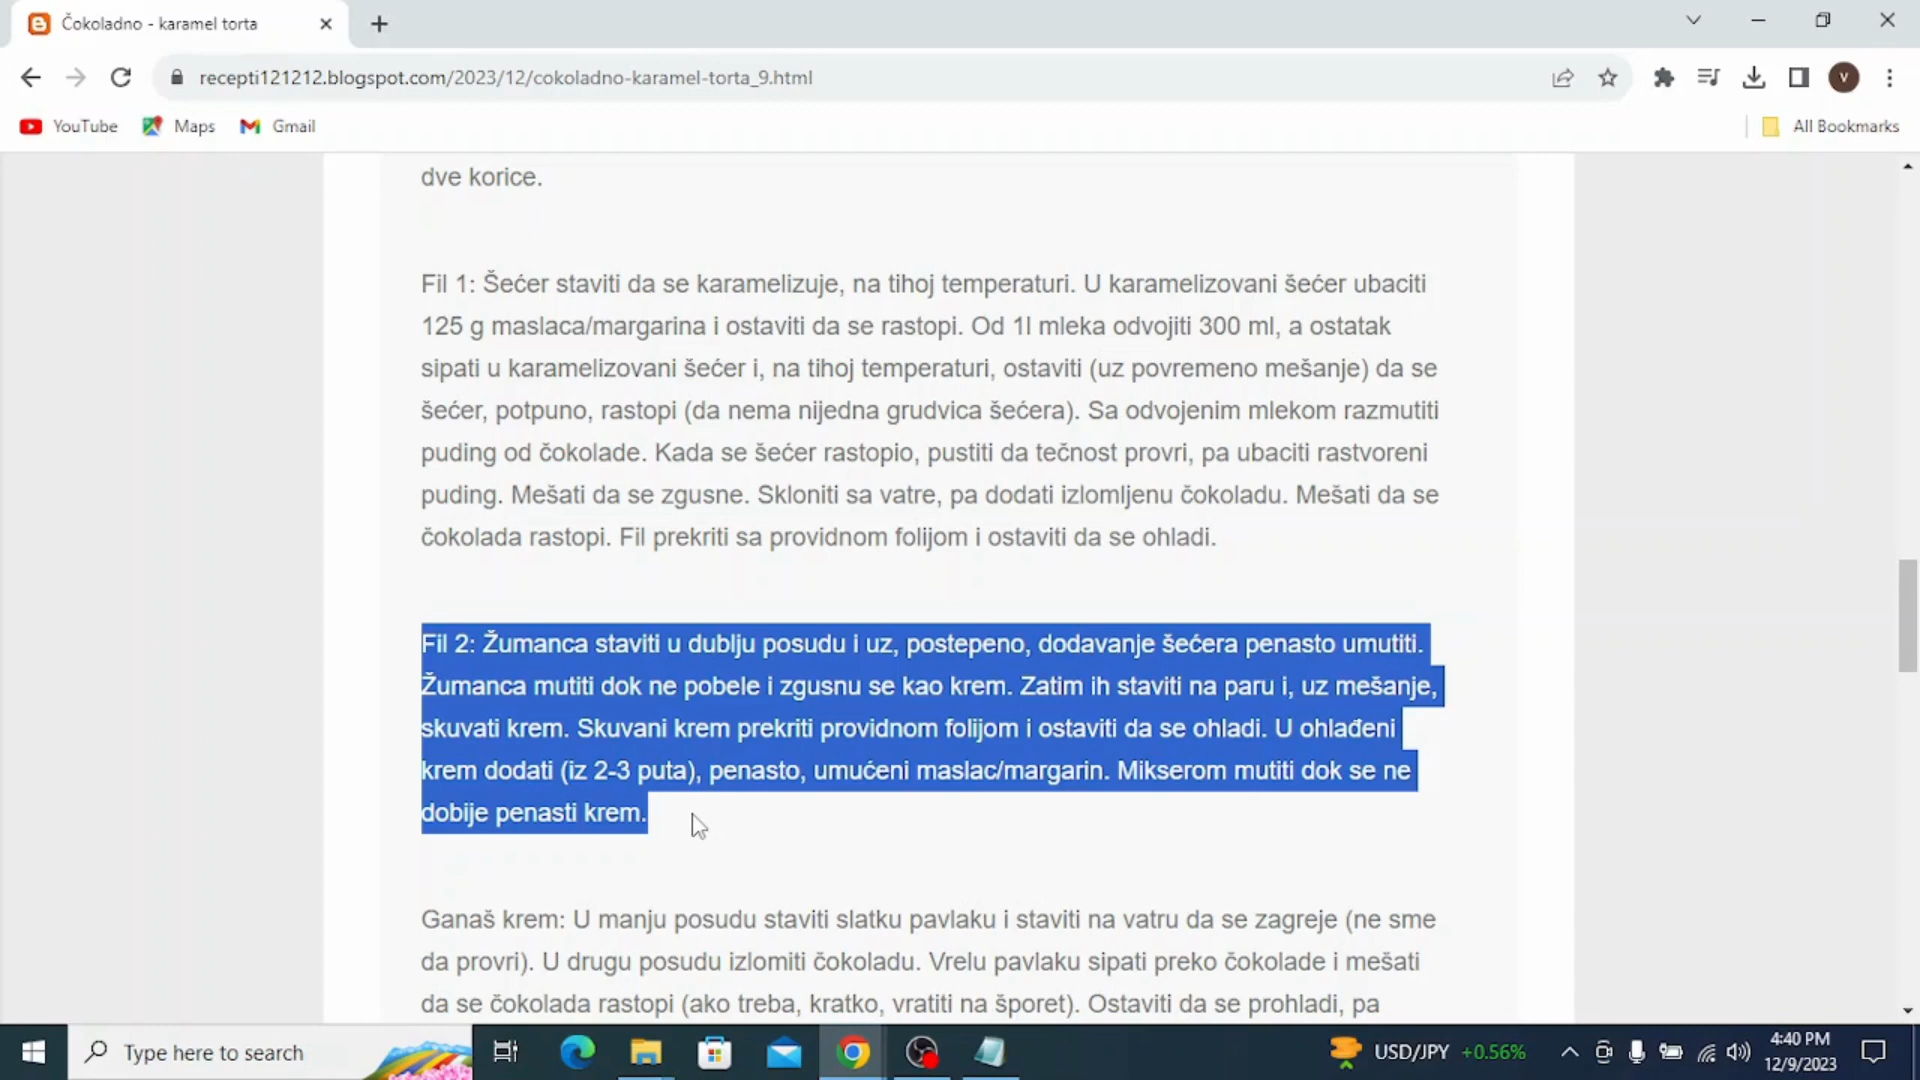 Čokoladno - karamel torta
recepti121212.blogspot.com/2023/12/cokoladno-karamel-torta_9.html
V
YouTube
Maps
Gmail
All Bookmarks
dve korice.
Fil 1: Šećer staviti da se karamelizuje, na tihoj temperaturi. U karamelizovani šećer ubaciti
125 g maslaca/margarina i ostaviti da se rastopi. Od 1l mleka odvojiti 300 ml, a ostatak
sipati u karamelizovani šećer i, na tihoj temperaturi, ostaviti (uz povremeno mešanje) da se
šećer, potpuno, rastopi (da nema nijedna grudvica šećera). Sa odvojenim mlekom razmutiti
puding od čokolade. Kada se šećer rastopio, pustiti da tečnost provri, pa ubaciti rastvoreni
puding. Mešati da se zgusne. Skloniti sa vatre, pa dodati izlomljenu čokoladu. Mešati da se
čokolada rastopi. Fil prekriti sa providnom folijom i ostaviti da se ohladi.
Fil 2: Žumanca staviti u dublju posudu i uz, postepeno, dodavanje šećera penasto umutiti.
Žumanca mutiti dok ne pobele i zgusnu se kao krem. Zatim ih staviti na paru i, uz mešanje,
skuvati krem. Skuvani krem prekriti providnom folijom i ostaviti da se ohladi. U ohlađeni
krem dodati (iz 2-3 puta), penasto, umućeni maslac/margarin. Mikserom mutiti dok se ne
dobije penasti krem.
Ganaš krem: U manju posudu staviti slatku pavlaku i staviti na vatru da se zagreje (ne sme
da provri). U drugu posudu izlomiti čokoladu. Vrelu pavlaku sipati preko čokolade i mešati
da se čokolada rastopi (ako treba, kratko, vratiti na šporet). Ostaviti da se prohladi, pa
Type here to search
USD/JPY +0.56%
4:40 PM
12/9/2023